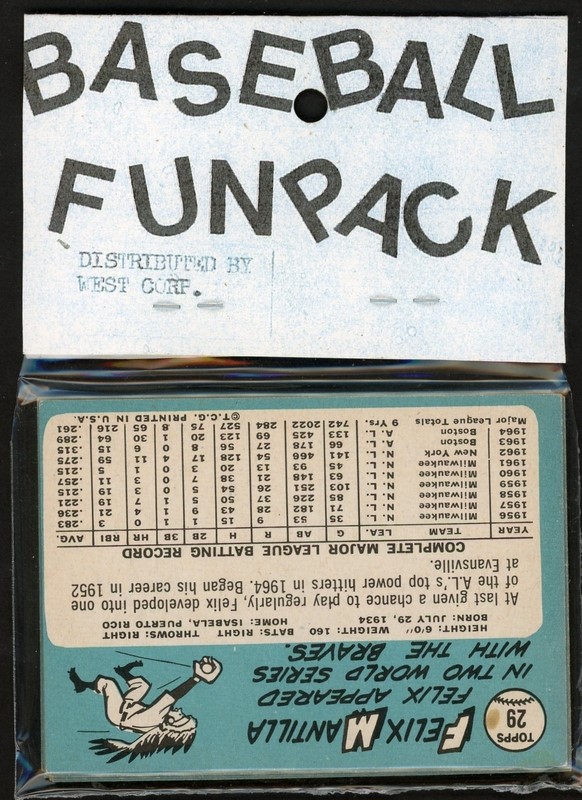 BASEBALL
FUNPACK
DISTRIBUTED BY
WEST CORP.
TOPPS
29
FELIX MANTILLA
FELIX APPEARED
IN TWO WORLD SERIES
WITH THE BRAVES.
HEIGHT: 6'0", WEIGHT: 160 BATS: RIGHT THROWS: RIGHT
BORN: JULY 29, 1934 HOME: ISABELA, PUERTO RICO
At last given a chance to play regularly, Felix developed into one
of the A.L.'s top power hitters in 1964. Began his career in 1952
at Evansville.
COMPLETE MAJOR LEAGUE BATTING RECORD
YEAR TEAM LEA. G AB R H 2B 3B HR RBI AVG.
1956 Milwaukee N. L. 35 53 9 15 1 1 0 3 .283
1957 Milwaukee N. L. 71 182 28 43 9 1 4 21 .236
1958 Milwaukee N. L. 85 226 37 50 5 1 7 19 .221
1959 Milwaukee N. L. 103 251 26 54 5 0 3 19 .215
1960 Milwaukee N. L. 63 148 21 38 7 0 3 11 .257
1961 Milwaukee N. L. 45 93 13 20 3 0 1 5 .215
1962 New York N. L. 141 466 54 128 17 4 11 59 .275
1963 Boston A. L. 66 178 27 56 8 0 6 15 .315
1964 Boston A. L. 133 425 69 123 20 1 30 64 .289
Major League Totals 9 Yrs. 742 2022 284 527 75 8 65 216 .261
©T.C.G. PRINTED IN U.S.A.